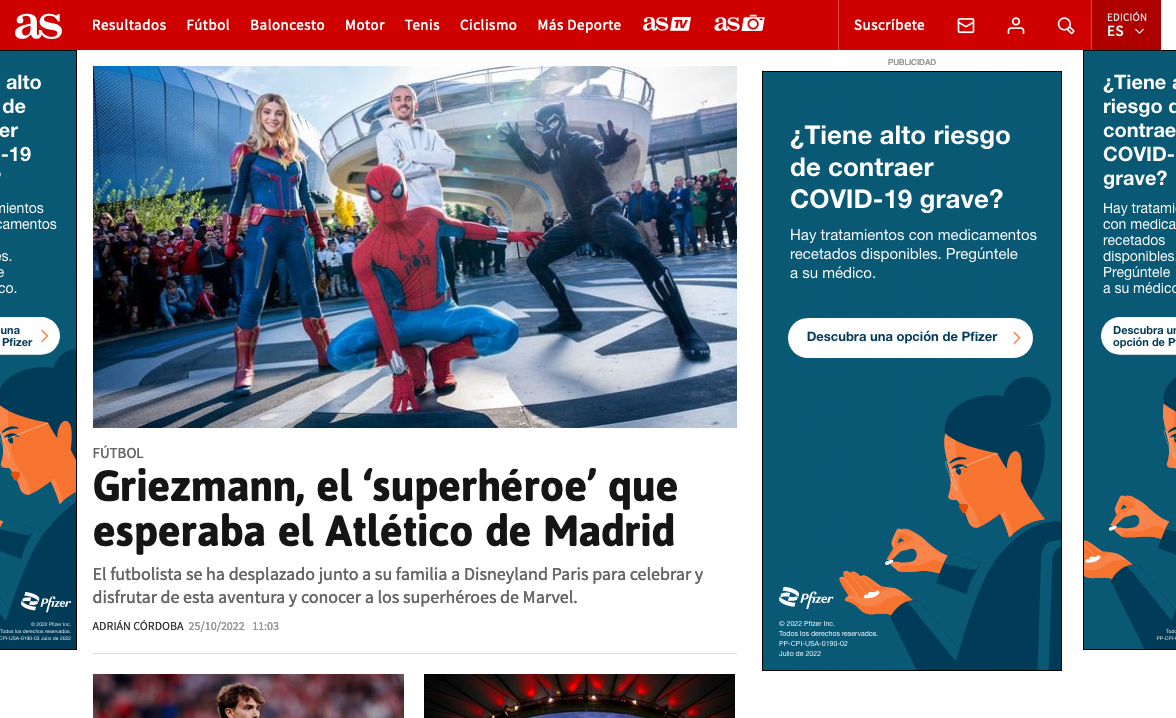 as
Resultados
Fútbol
Baloncesto
Motor
Tenis
Ciclismo
Más Deporte
as TV
as
Suscríbete
EDICIÓN
ES
alto
de
er
-19
?
mientos
camentos
es.
e
co.
una
Pfizer
Pfizer
© 2022 Pfizer Inc.
Todos los derechos reservados.
CPI-USA-0190-03 Julio de 2022
FÚTBOL
Griezmann, el ‘superhéroe’ que
esperaba el Atlético de Madrid
El futbolista se ha desplazado junto a su familia a Disneyland Paris para celebrar y
disfrutar de esta aventura y conocer a los superhéroes de Marvel.
ADRIÁN CÓRDOBA 25/10/2022 11:03
PUBLICIDAD
¿Tiene alto riesgo
de contraer
COVID-19 grave?
Hay tratamientos con medicamentos
recetados disponibles. Pregúntele
a su médico.
Descubra una opción de Pfizer
Pfizer
© 2022 Pfizer Inc.
Todos los derechos reservados.
PP-CPI-USA-0190-02
Julio de 2022
¿Tiene a
riesgo d
contrae
COVID-
grave?
Hay tratami
con medica
recetados
disponibles.
Pregúntele
a su médico
Descubra un
opción de P
Todo
PP-CPI-